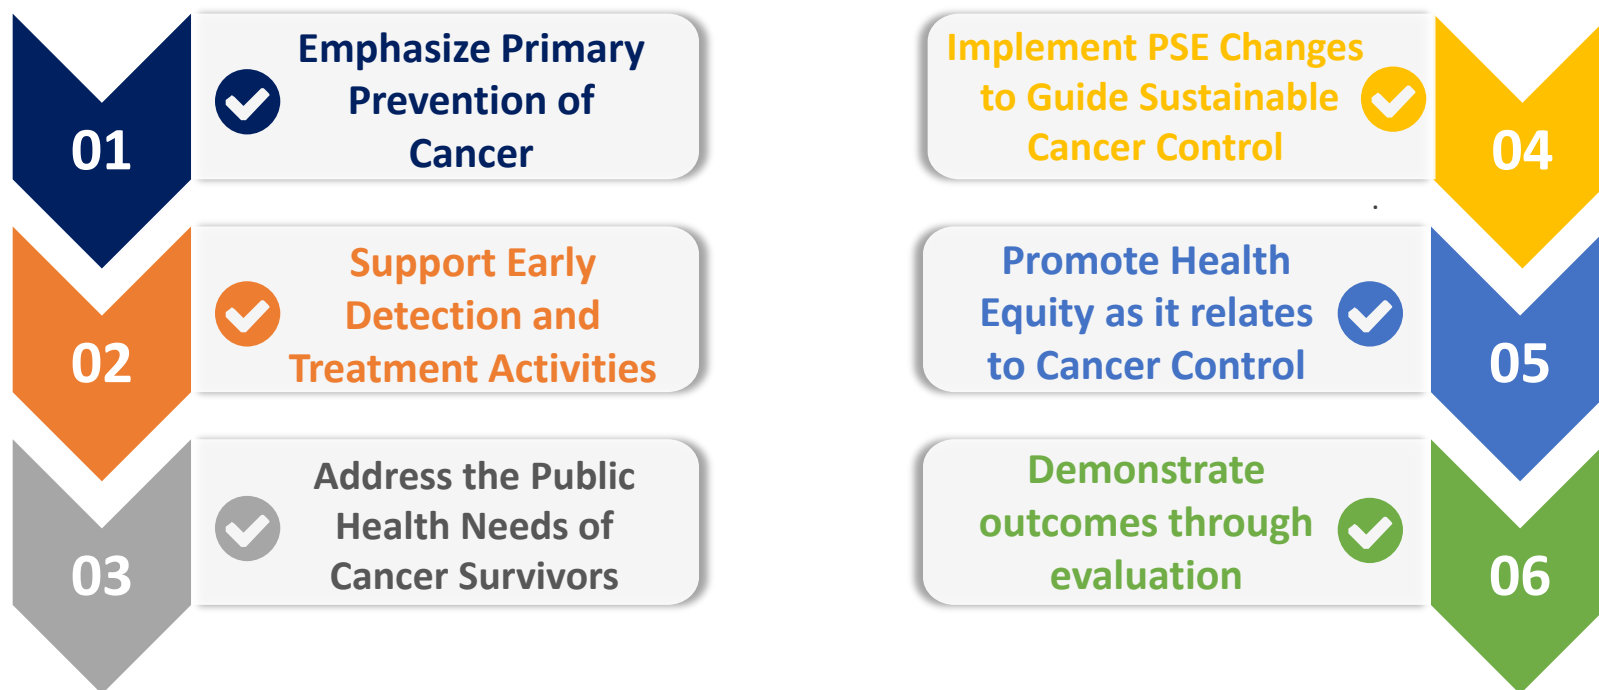 01
Emphasize Primary
Prevention of
Cancer
02
Support Early
Detection and
Treatment Activities
03
Address the Public
Health Needs of
Cancer Survivors
Implement PSE Changes
to Guide Sustainable
Cancer Control
04
.
Promote Health
Equity as it relates
to Cancer Control
05
Demonstrate
outcomes through
evaluation
06